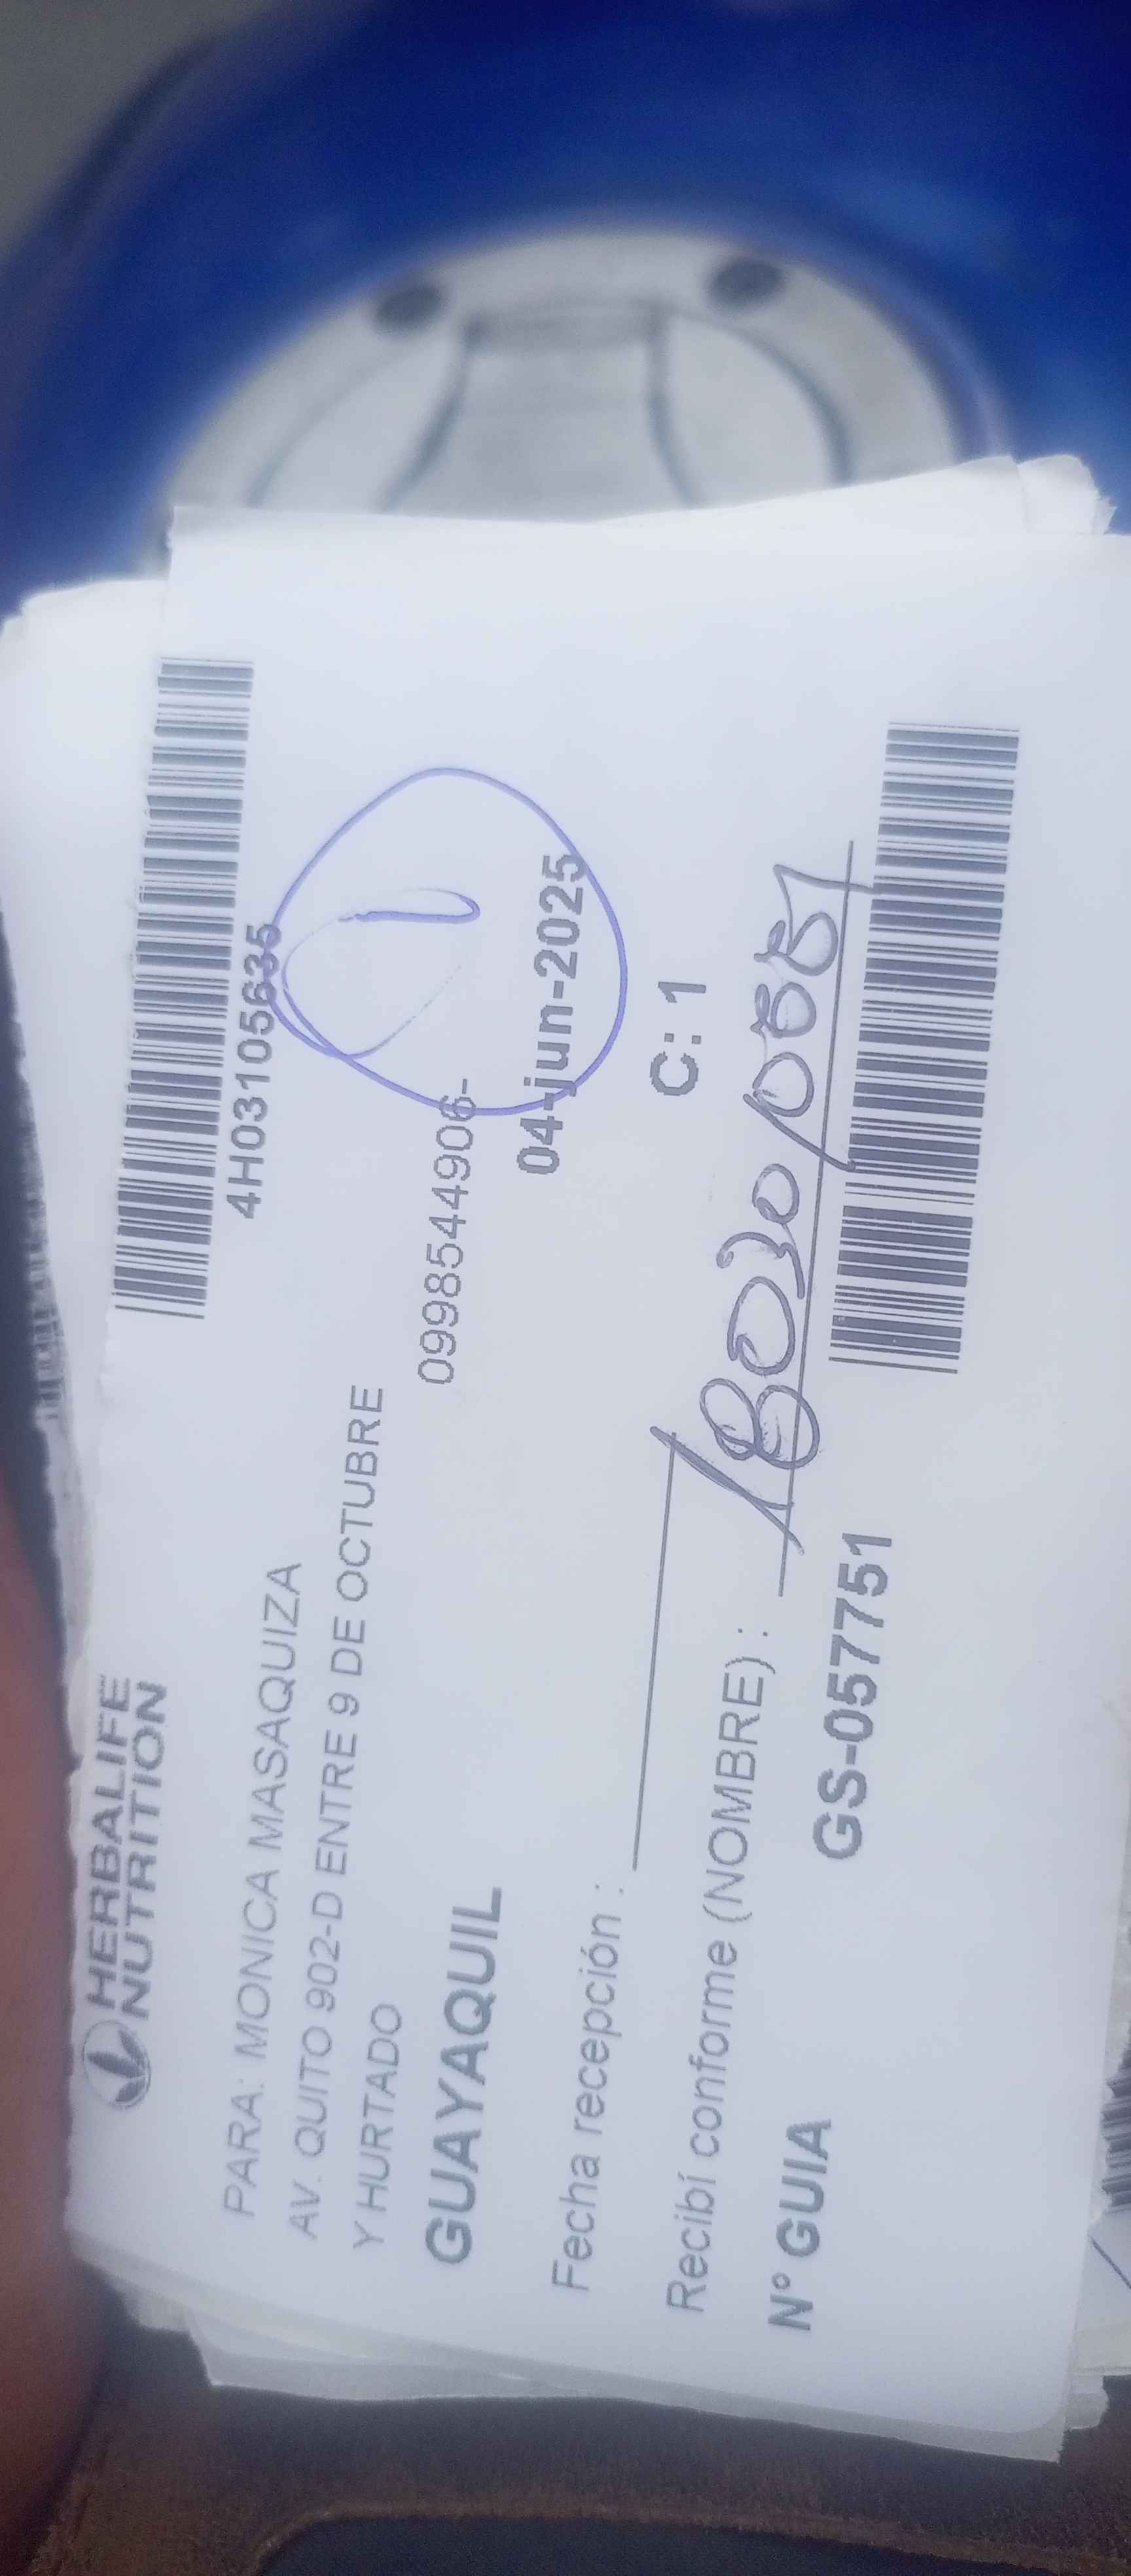 HERBALIFE
NUTRITION
4H03105635
PARA: MONICA MASAQUIZA
AV. QUITO 902-D ENTRE 9 DE OCTUBRE
Y HURTADO
0998544906-
GUAYAQUIL
04-jun-2025
Fecha recepción :
C: 1
Recibí conforme (NOMBRE) :
Nº GUIA
GS-057751